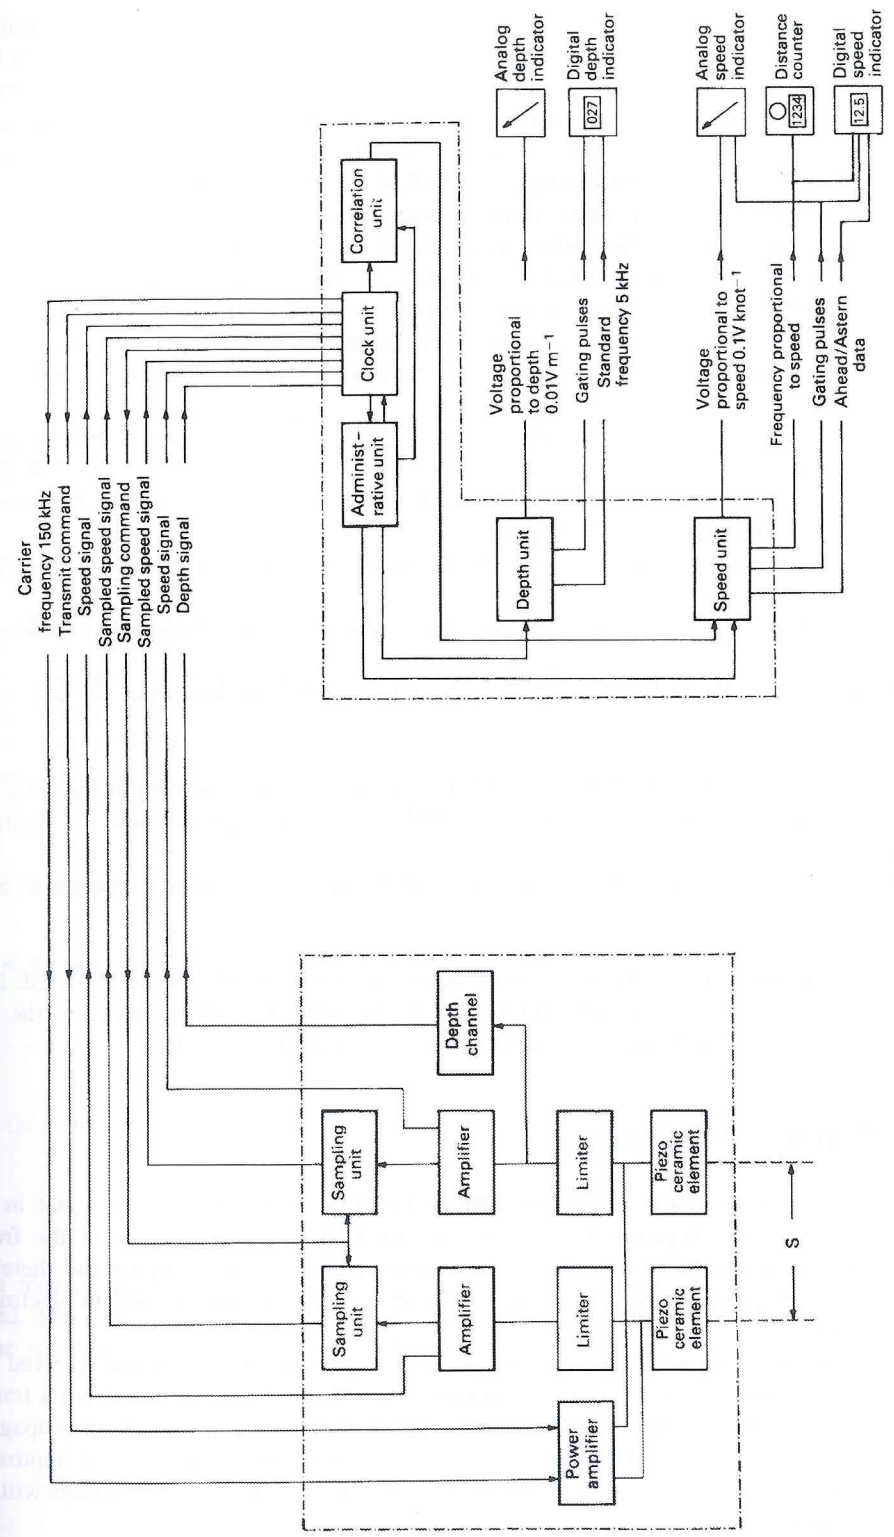 Carrier
frequency 150 kHz
Transmit command
Speed signal
Sampled speed signal
Sampling command
Sampled speed signal
Speed signal
Depth signal
Sampling
unit
Sampling
unit
Administ–
rative unit
Clock unit
Correlation
unit
Amplifier
Amplifier
Depth
channel
Power
amplifier
Limiter
Limiter
Piezo
ceramic
element
Piezo
ceramic
element
S
Depth unit
Voltage
proportional
to depth
0.01V m−1
Gating pulses
Standard
frequency 5 kHz
Analog
depth
indicator
Digital
depth
indicator
027
Speed unit
Voltage
proportional to
speed 0.1V knot−1
Frequency proportional
to speed
Gating pulses
Ahead/Astern
data
Analog
speed
indicator
Distance
counter
1234
Digital
speed
indicator
12.5